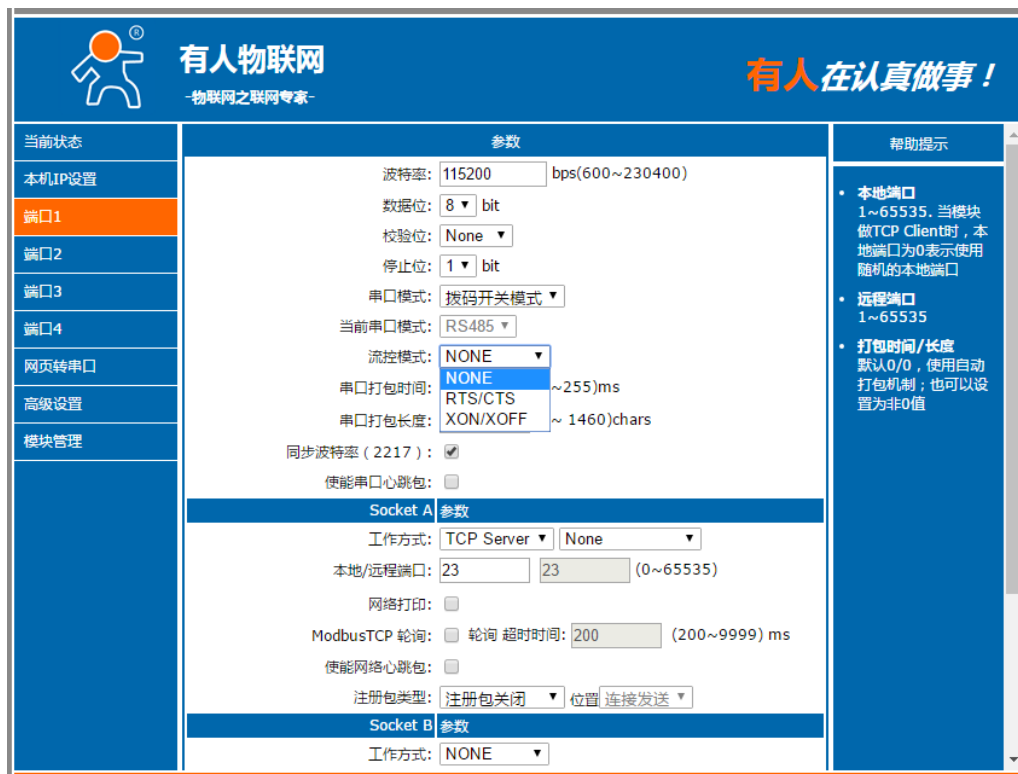 ®
有人物联网
-物联网之联网专家-
有人在认真做事！
当前状态
本机IP设置
端口1
端口2
端口3
端口4
网页转串口
高级设置
模块管理
参数
波特率: 115200 bps(600~230400)
数据位: 8 bit
校验位: None
停止位: 1 bit
串口模式: 拨码开关模式
当前串口模式: RS485
流控模式: NONE
NONE
RTS/CTS
XON/XOFF
串口打包时间: ~255)ms
串口打包长度: ~ 1460)chars
同步波特率（2217）:
使能串口心跳包:
Socket A 参数
工作方式: TCP Server None
本地/远程端口: 23 23 (0~65535)
网络打印:
ModbusTCP 轮询: 轮询 超时时间: 200 (200~9999) ms
使能网络心跳包:
注册包类型: 注册包关闭 位置 连接发送
Socket B 参数
工作方式: NONE
帮助提示
• 本地端口
1~65535. 当模块
做TCP Client时，本
地端口为0表示使用
随机的本地端口
• 远程端口
1~65535
• 打包时间/长度
默认0/0，使用自动
打包机制；也可以设
置为非0值